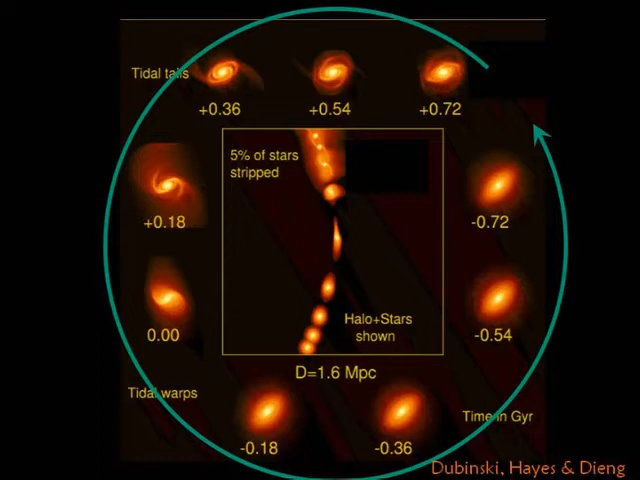 Tidal tails
+0.36
+0.54
+0.72
5% of stars
stripped
+0.18
-0.72
0.00
Halo+Stars
shown
-0.54
D=1.6 Mpc
Tidal warps
Time in Gyr
-0.18
-0.36
Dubinski, Hayes & Dieng